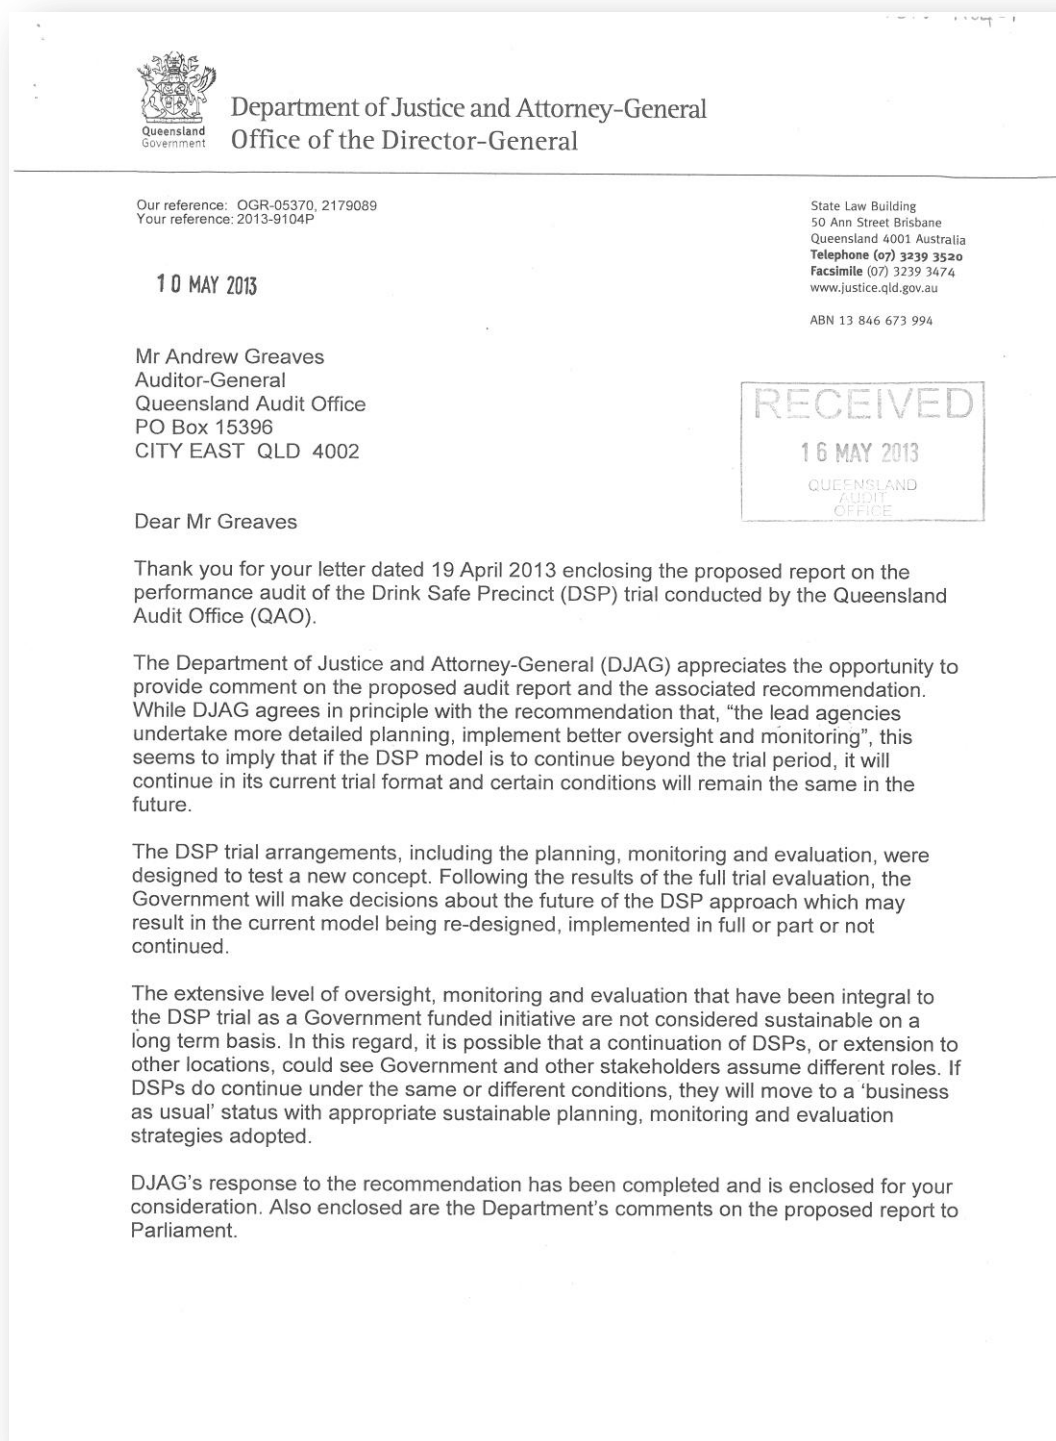 Queensland
Government
Department of Justice and Attorney-General
Office of the Director-General
Our reference: OGR-05370, 2179089
Your reference: 2013-9104P
State Law Building
50 Ann Street Brisbane
Queensland 4001 Australia
Telephone (07) 3239 3520
Facsimile (07) 3239 3474
www.justice.qld.gov.au
ABN 13 846 673 994
10 MAY 2013
Mr Andrew Greaves
Auditor-General
Queensland Audit Office
PO Box 15396
CITY EAST QLD 4002
RECEIVED
16 MAY 2013
QUEENSLAND
AUDIT
OFFICE
Dear Mr Greaves
Thank you for your letter dated 19 April 2013 enclosing the proposed report on the
performance audit of the Drink Safe Precinct (DSP) trial conducted by the Queensland
Audit Office (QAO).
The Department of Justice and Attorney-General (DJAG) appreciates the opportunity to
provide comment on the proposed audit report and the associated recommendation.
While DJAG agrees in principle with the recommendation that, “the lead agencies
undertake more detailed planning, implement better oversight and monitoring”, this
seems to imply that if the DSP model is to continue beyond the trial period, it will
continue in its current trial format and certain conditions will remain the same in the
future.
The DSP trial arrangements, including the planning, monitoring and evaluation, were
designed to test a new concept. Following the results of the full trial evaluation, the
Government will make decisions about the future of the DSP approach which may
result in the current model being re-designed, implemented in full or part or not
continued.
The extensive level of oversight, monitoring and evaluation that have been integral to
the DSP trial as a Government funded initiative are not considered sustainable on a
long term basis. In this regard, it is possible that a continuation of DSPs, or extension to
other locations, could see Government and other stakeholders assume different roles. If
DSPs do continue under the same or different conditions, they will move to a ‘business
as usual’ status with appropriate sustainable planning, monitoring and evaluation
strategies adopted.
DJAG’s response to the recommendation has been completed and is enclosed for your
consideration. Also enclosed are the Department’s comments on the proposed report to
Parliament.